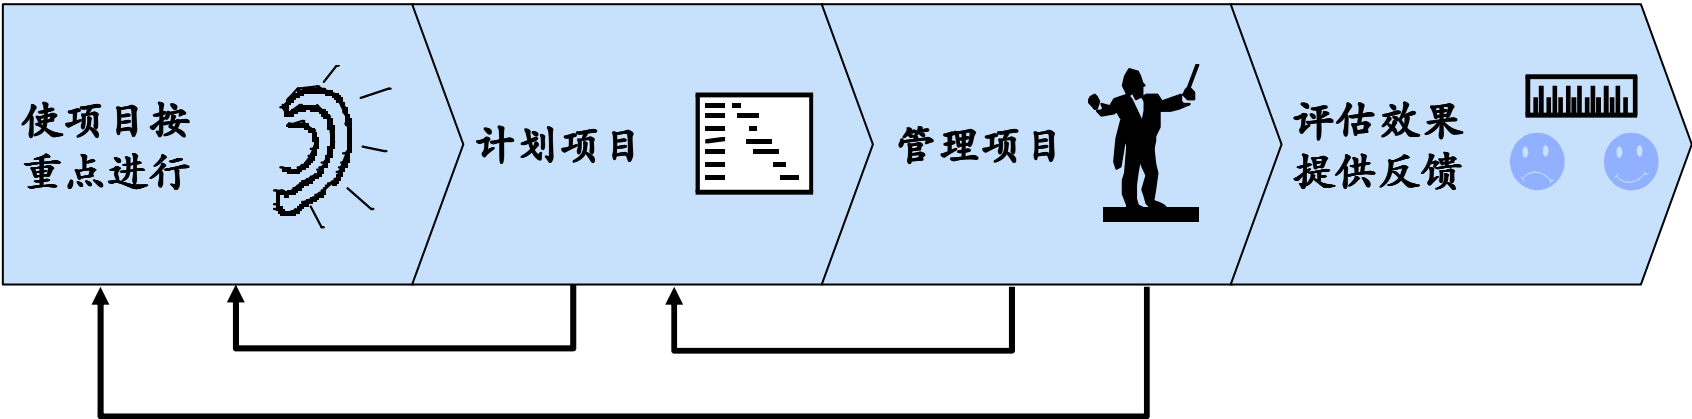 使项目按
重点进行
计划项目
管理项目
评估效果
提供反馈